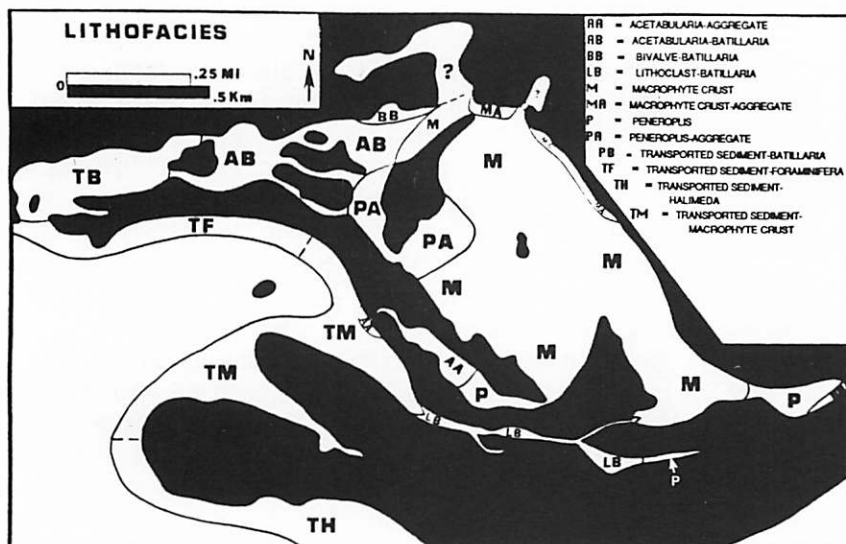 LITHOFACIES
0
.25 MI
.5 Km
N
AA = ACETABULARIA-AGGREGATE
AB = ACETABULARIA-BATILLARIA
BB = BIVALVE-BATILLARIA
LB = LITHOCLAST-BATILLARIA
M = MACROPHYTE CRUST
MA = MACROPHYTE CRUST-AGGREGATE
P = PENEROPUS
PA = PENEROPUS-AGGREGATE
PB = TRANSPORTED SEDIMENT-BATILLARIA
TF = TRANSPORTED SEDIMENT-FORAMINIFERA
TH = TRANSPORTED SEDIMENT-
HALIMEDA
TM = TRANSPORTED SEDIMENT-
MACROPHYTE CRUST
?
BB
M
MA
AB
AB
M
TB
PA
PA
TF
M
M
TM
AA
M
AA
TM
P
M
P
LB
LB
LB
P
TH